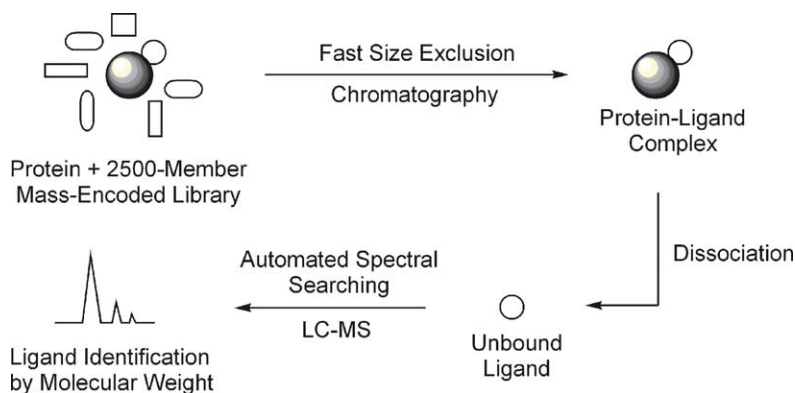 Protein + 2500-Member
Mass-Encoded Library
Fast Size Exclusion
Chromatography
Protein-Ligand
Complex
Dissociation
Unbound
Ligand
Automated Spectral
Searching
LC-MS
Ligand Identification
by Molecular Weight